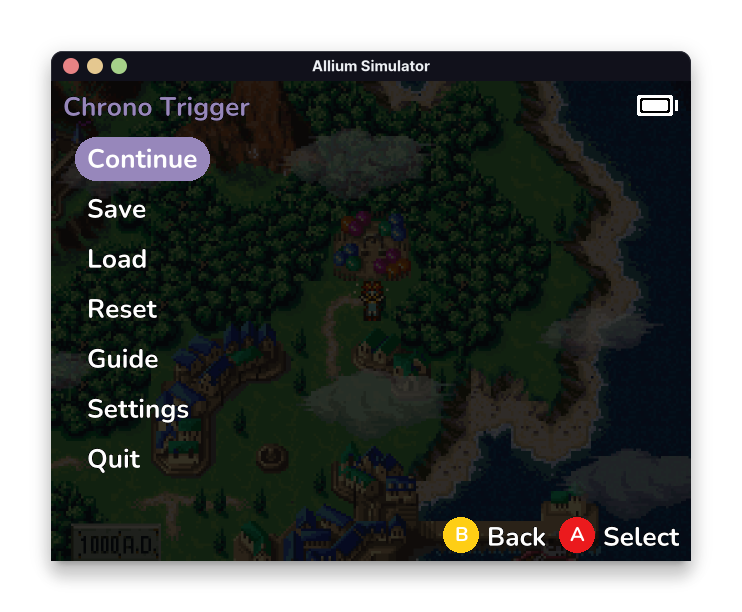 Allium Simulator
Chrono Trigger
Continue
Save
Load
Reset
Guide
Settings
Quit
1000 A.D.
B Back A Select